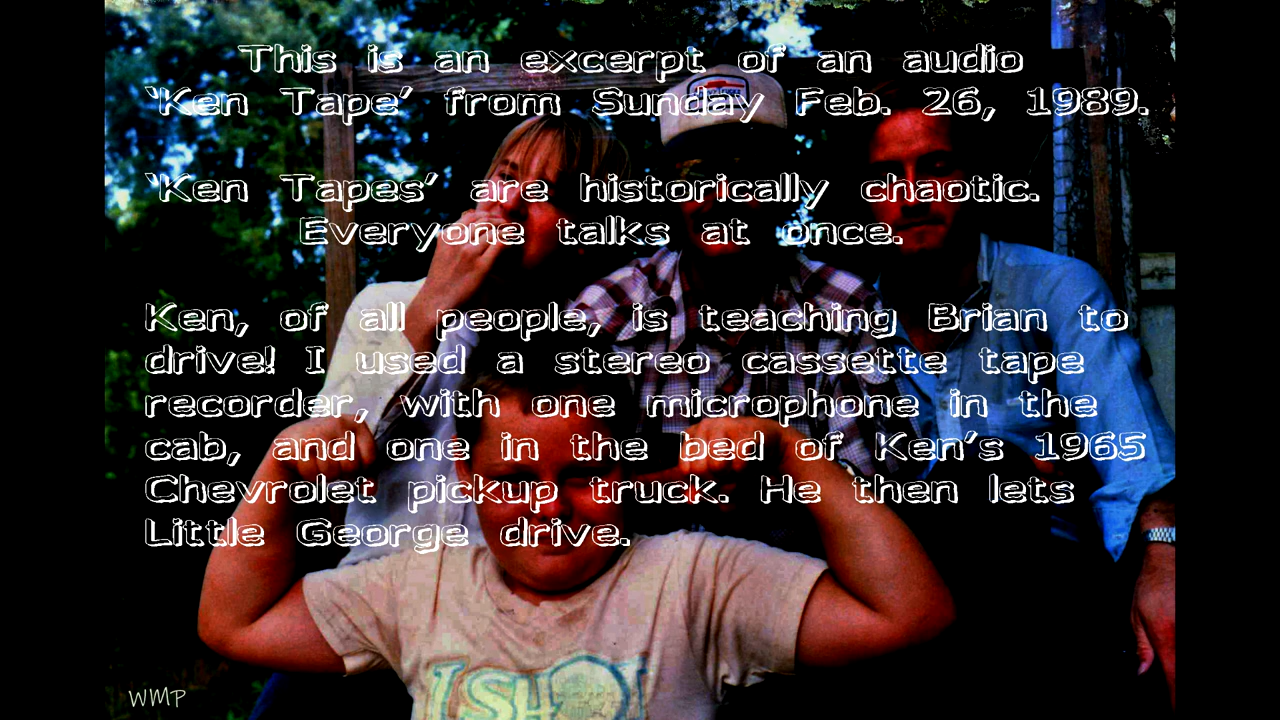 This is an excerpt of an audio
‘Ken Tape’ from Sunday Feb. 26, 1989.
‘Ken Tapes’ are historically chaotic.
Everyone talks at once.
Ken, of all people, is teaching Brian to
drive! I used a stereo cassette tape
recorder, with one microphone in the
cab, and one in the bed of Ken’s 1965
Chevrolet pickup truck. He then lets
Little George drive.
WMP